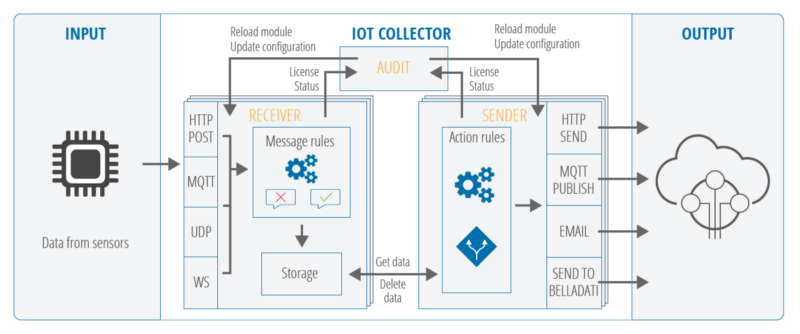 INPUT
Data from sensors
IOT COLLECTOR
Reload module
Update configuration
AUDIT
Reload module
Update configuration
License
Status
License
Status
RECEIVER
HTTP
POST
MQTT
UDP
WS
Message rules
Storage
Get data
Delete
data
SENDER
Action rules
HTTP
SEND
MQTT
PUBLISH
EMAIL
SEND TO
BELLADATI
OUTPUT